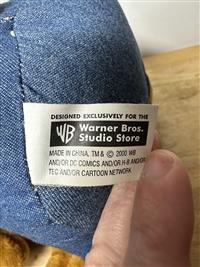 DESIGNED EXCLUSIVELY FOR THE
WB Warner Bros.
Studio Store
MADE IN CHINA, TM & © 2000 WB
AND/OR DC COMICS AND/OR H-B AND/OR
TEC AND/OR CARTOON NETWORK